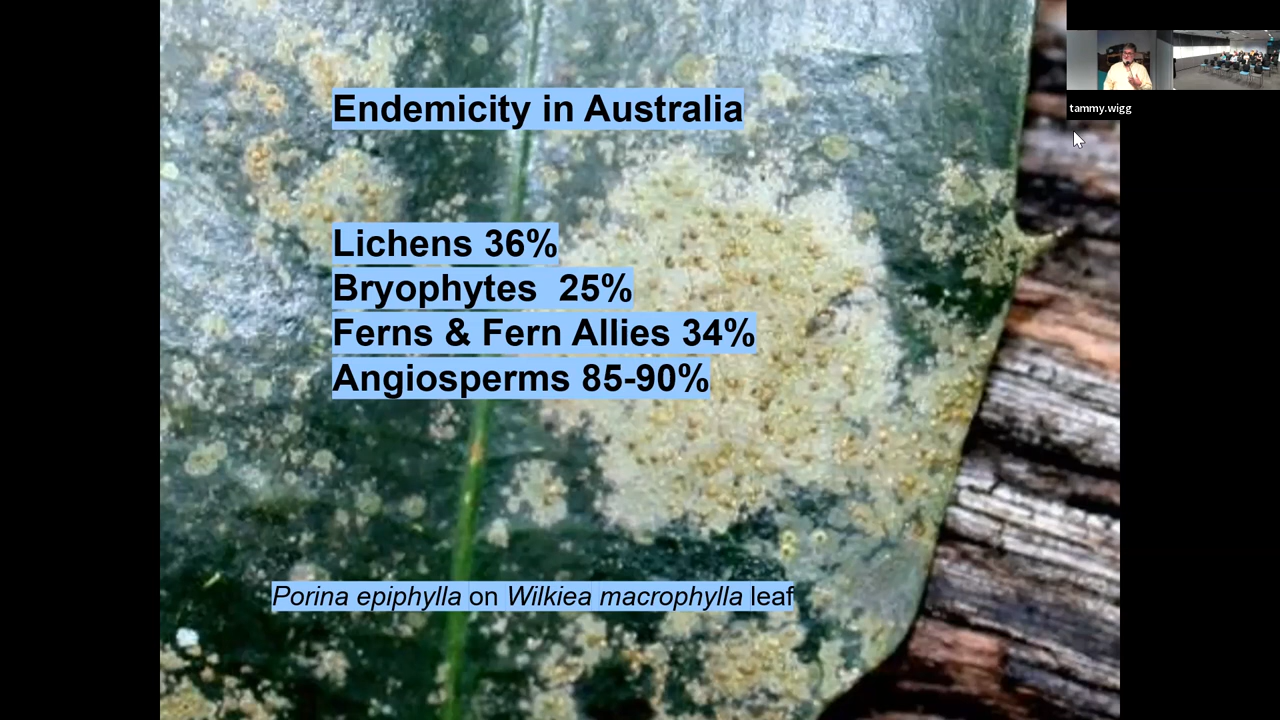 Endemicity in Australia
Lichens 36%
Bryophytes  25%
Ferns & Fern Allies 34%
Angiosperms 85-90%
Porina epiphylla on Wilkiea macrophylla leaf
tammy.wigg